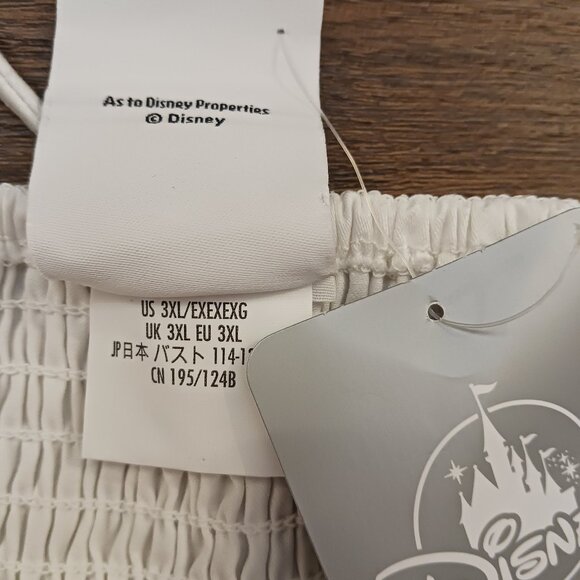 As to Disney Properties
© Disney
US 3XL/EXEXEXG
UK 3XL EU 3XL
JP日本 バスト 114-1
CN 195/124B
Disney